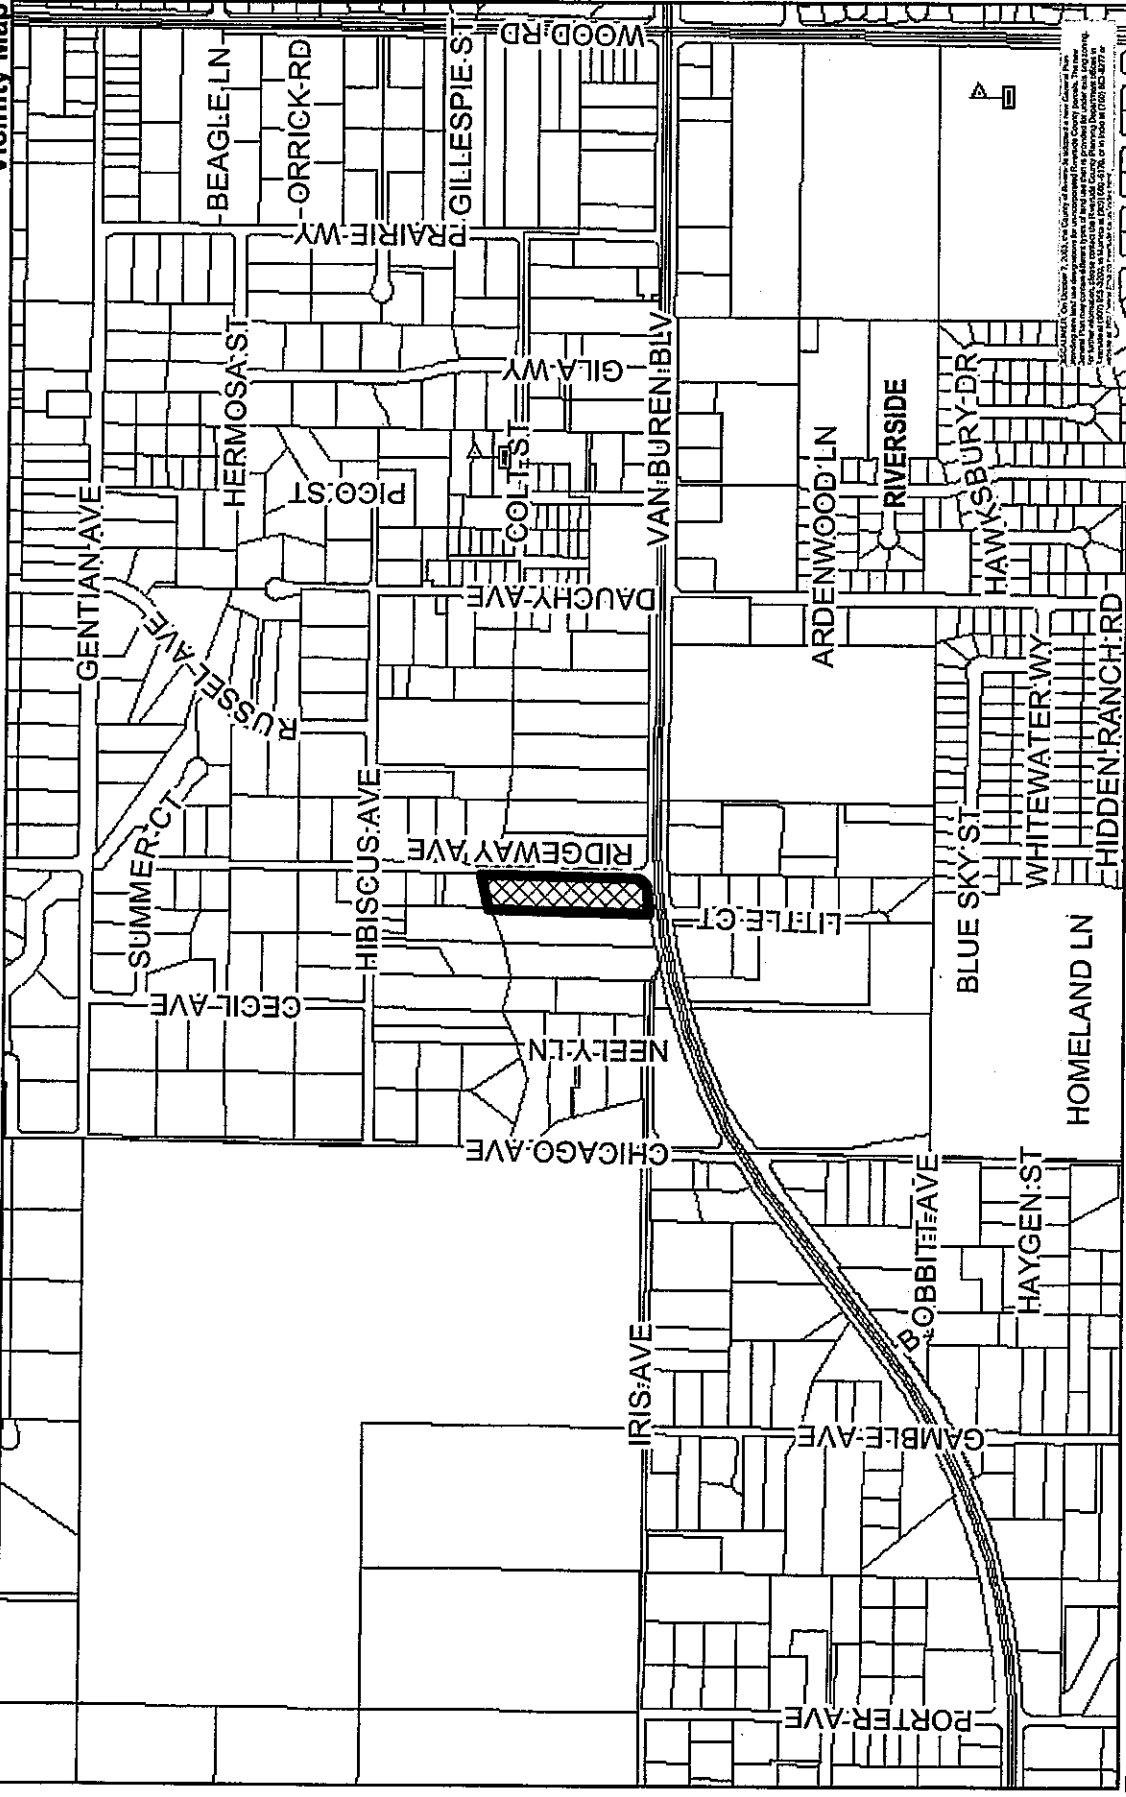 Vicinity Map
WOOD RD
BEAGLE LN
ORRICK RD
GILLESPIE ST
PRAIRIE WY
HERMOSA ST
GILA WY
VAN BUREN BLV
GENTIAN AVE
PICO ST
COLT ST
DAUCHY AVE
ARDENWOOD LN
RIVERSIDE
HAWKSBURY DR
RUSSEL AVE
SUMMER CT
HIBISCUS AVE
RIDGEWAY AVE
LITTLE CT
BLUE SKY ST
WHITEWATER WY
HIDDEN RANCH RD
CECIL AVE
NEELY LN
HOMELAND LN
CHICAGO AVE
BOBBITT AVE
HAYGEN ST
IRIS AVE
B
GAMBLE AVE
PORTER AVE